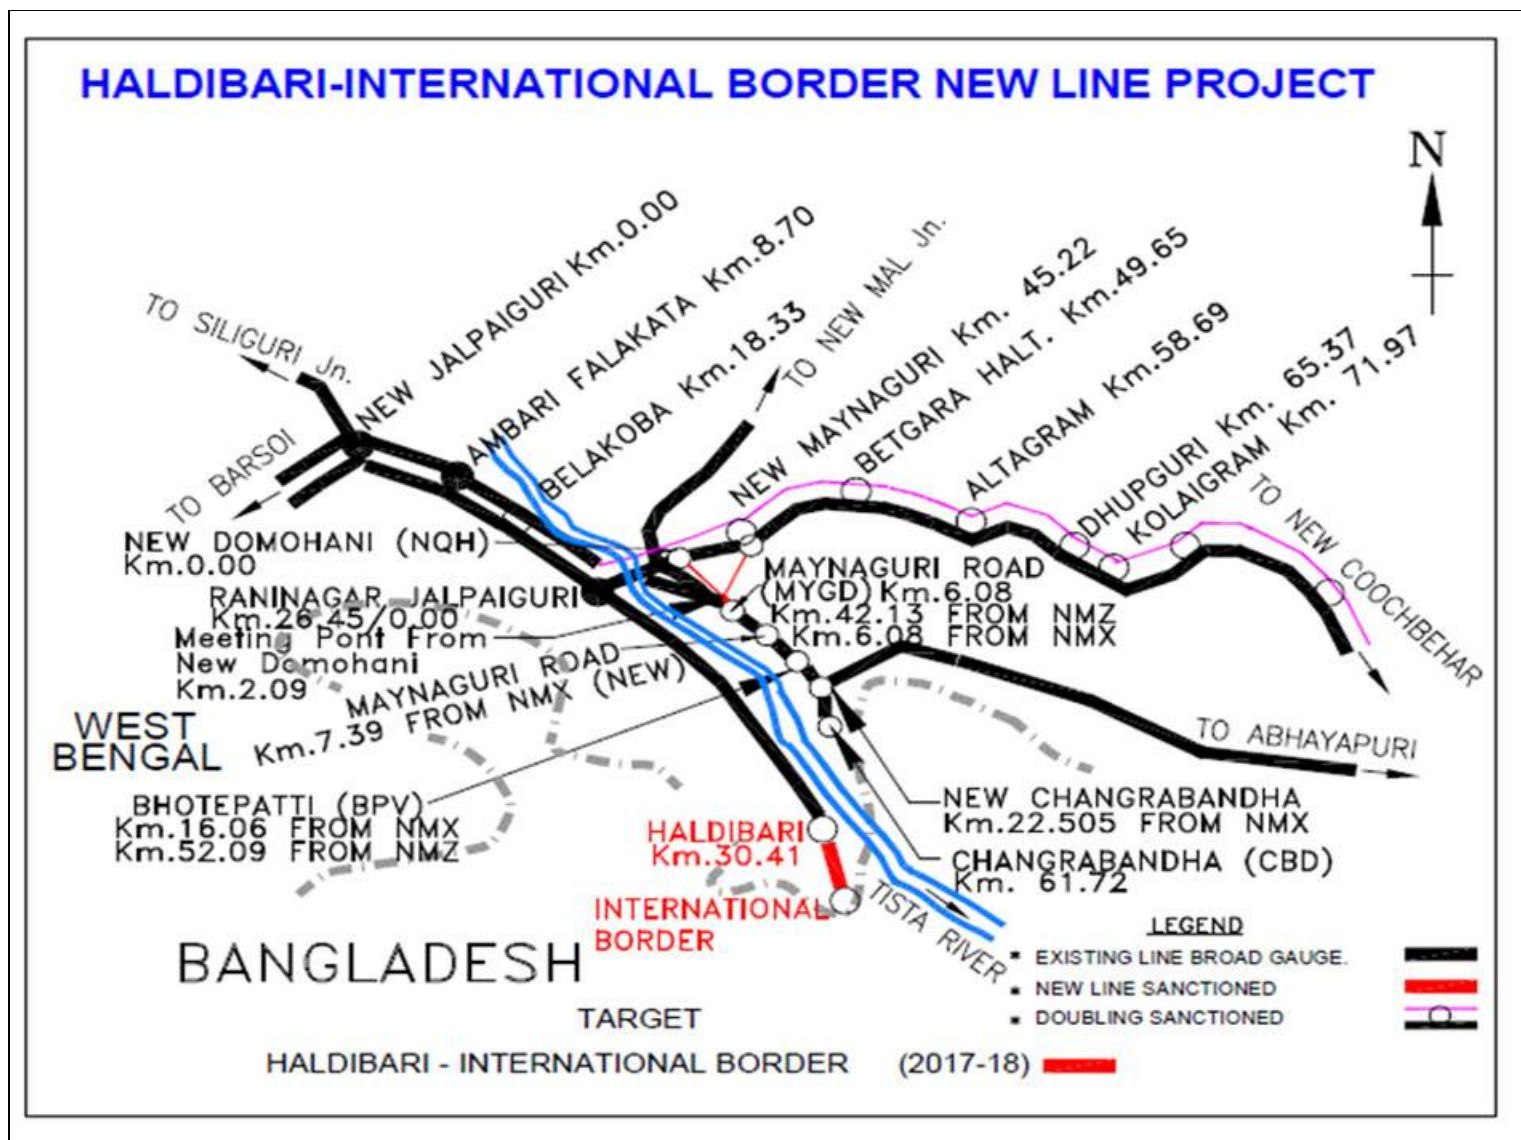 HALDIBARI-INTERNATIONAL BORDER NEW LINE PROJECT
N
TO SILIGURI Jn.
NEW JALPAIGURI Km.0.00
AMBARI FALAKATA Km.8.70
BELAKOBA Km.18.33
TO NEW MAL Jn.
NEW MAYNAGURI Km. 45.22
BETGARA HALT. Km.49.65
ALTAGRAM Km.58.69
DHUPGURI Km. 65.37
KOLAIGRAM Km. 71.97
TO NEW COOCHBEHAR
TO BARSOI
NEW DOMOHANI (NQH)
Km.0.00
RANINAGAR JALPAIGURI
Km.26.45/0.00
Meeting Pont From
New Domohani
Km.2.09
MAYNAGURI ROAD
(MYGD) Km.6.08
Km.42.13 FROM NMZ
Km.6.08 FROM NMX
MAYNAGURI ROAD
Km.7.39 FROM NMX (NEW)
WEST
BENGAL
TO ABHAYAPURI
BHOTEPATTI (BPV)
Km.16.06 FROM NMX
Km.52.09 FROM NMZ
NEW CHANGRABANDHA
Km.22.505 FROM NMX
HALDIBARI
Km.30.41
CHANGRABANDHA (CBD)
Km. 61.72
INTERNATIONAL
BORDER
TISTA RIVER
BANGLADESH
LEGEND
* EXISTING LINE BROAD GAUGE.
* NEW LINE SANCTIONED
* DOUBLING SANCTIONED
TARGET
HALDIBARI - INTERNATIONAL BORDER (2017-18)